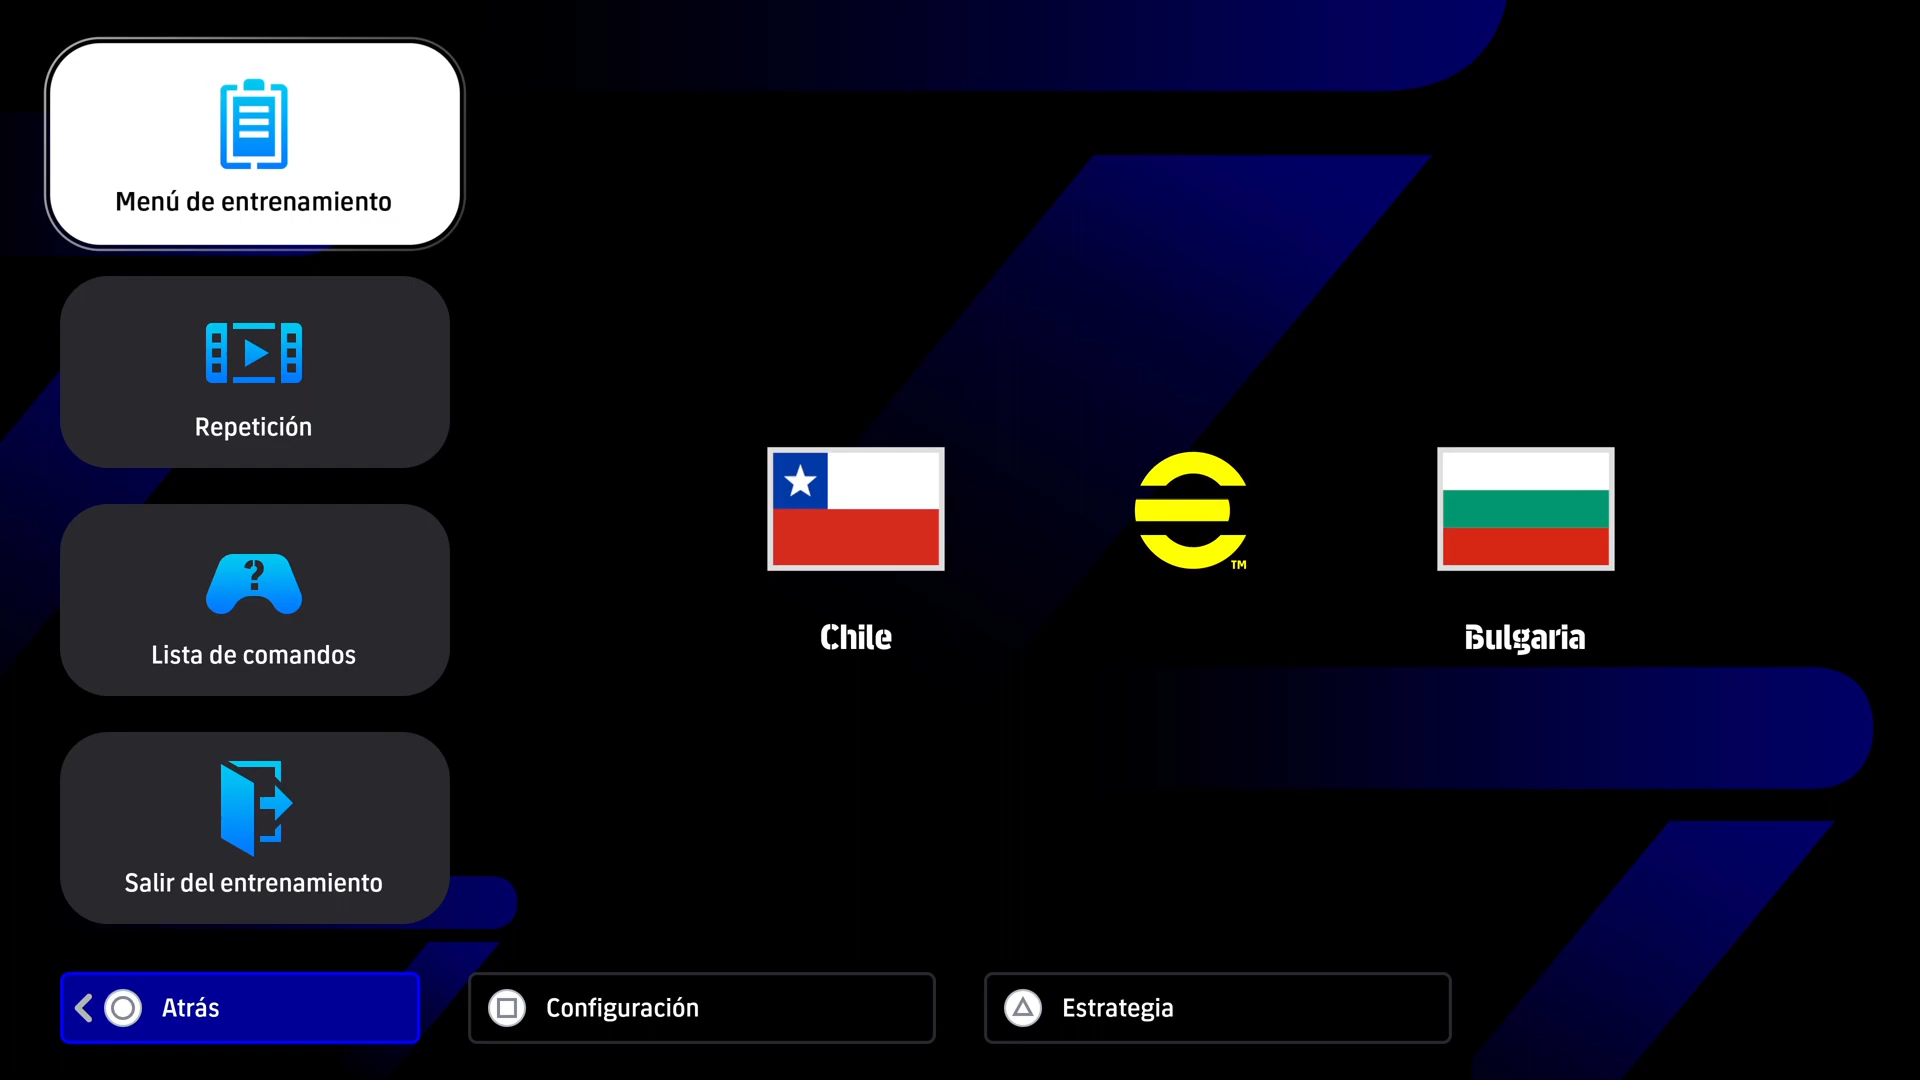 Menú de entrenamiento
Repetición
Lista de comandos
Salir del entrenamiento
Chile
TM
Bulgaria
Atrás
Configuración
Estrategia